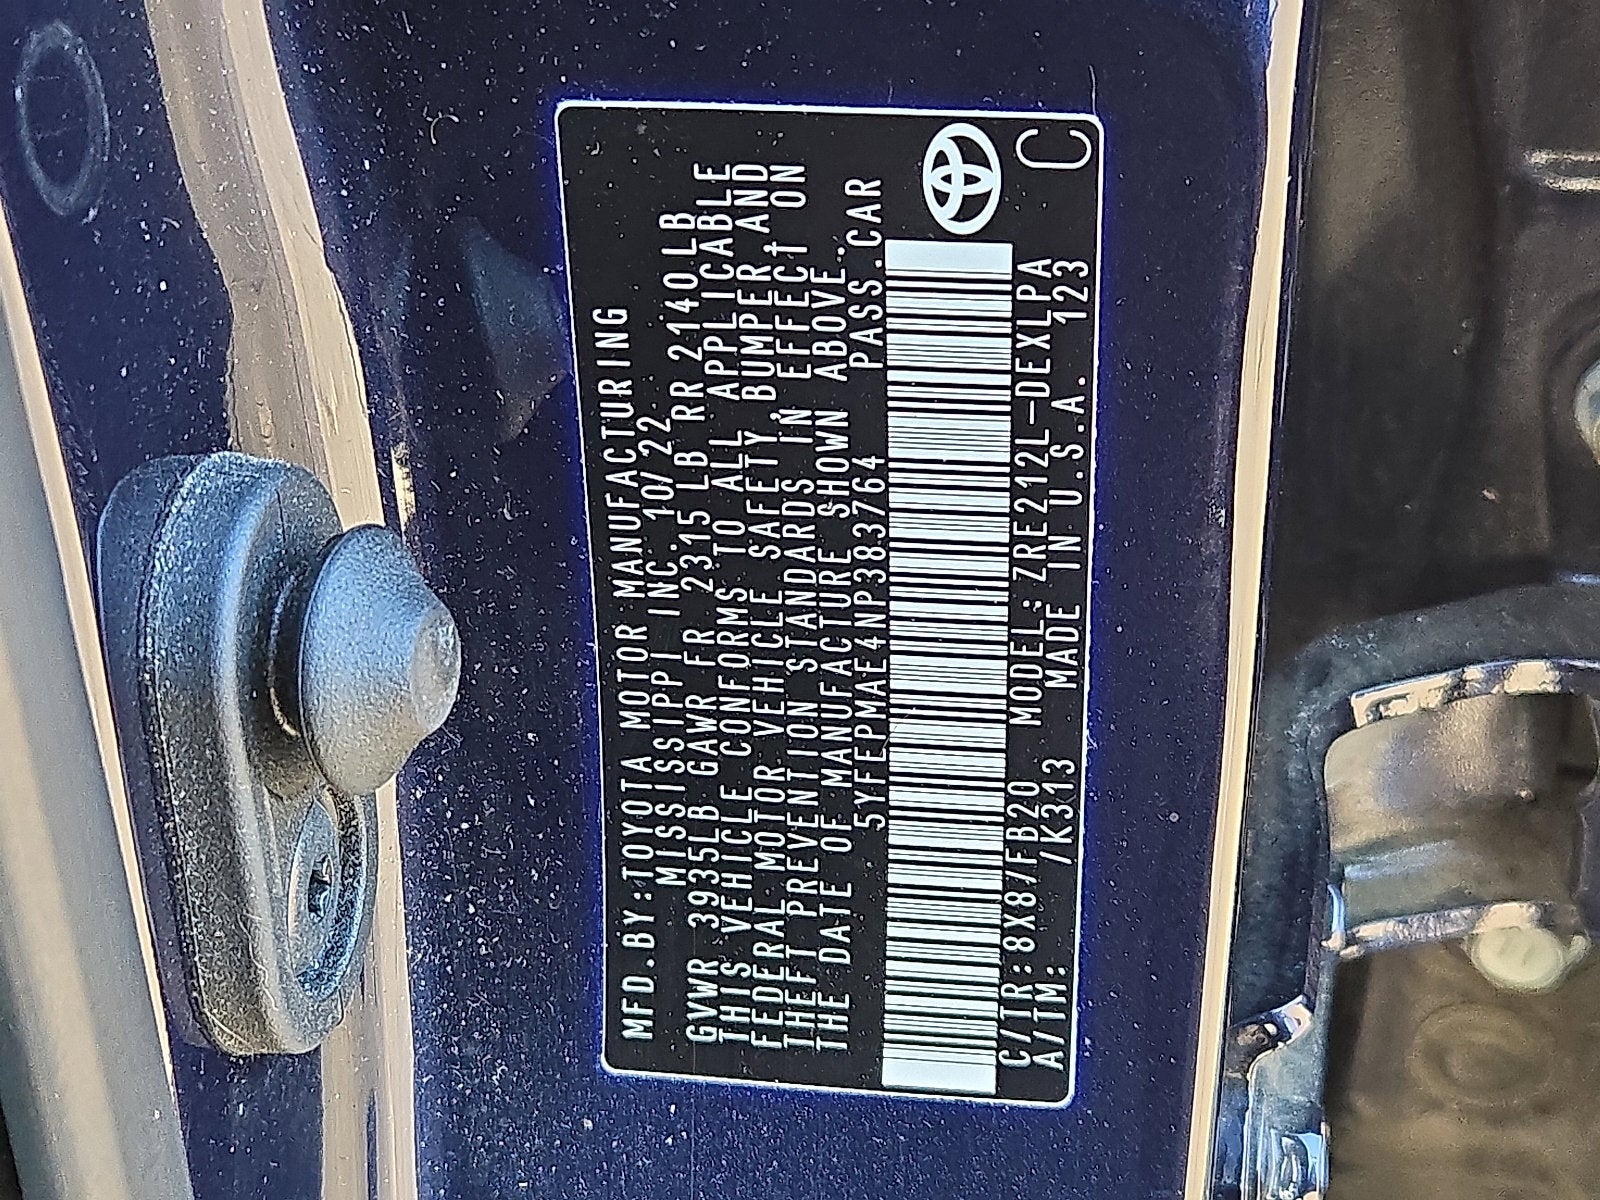 MFD.BY:TOYOTA MOTOR MANUFACTURING
MISSISSIPPI INC. 10/22
GVWR 3935LB GAWR FR 2315LB RR 2140LB
THIS VEHICLE CONFORMS TO ALL APPLICABLE
FEDERAL MOTOR VEHICLE SAFETY, BUMPER, AND
THEFT PREVENTION STANDARDS IN EFFECT ON
THE DATE OF MANUFACTURE SHOWN ABOVE.
5YFEPMAE4NP383764 PASS.CAR
C/TR:8X8/FB20 MODEL:ZRE212L-DEXLPA
A/TM: /K313 MADE IN U.S.A. 123
C